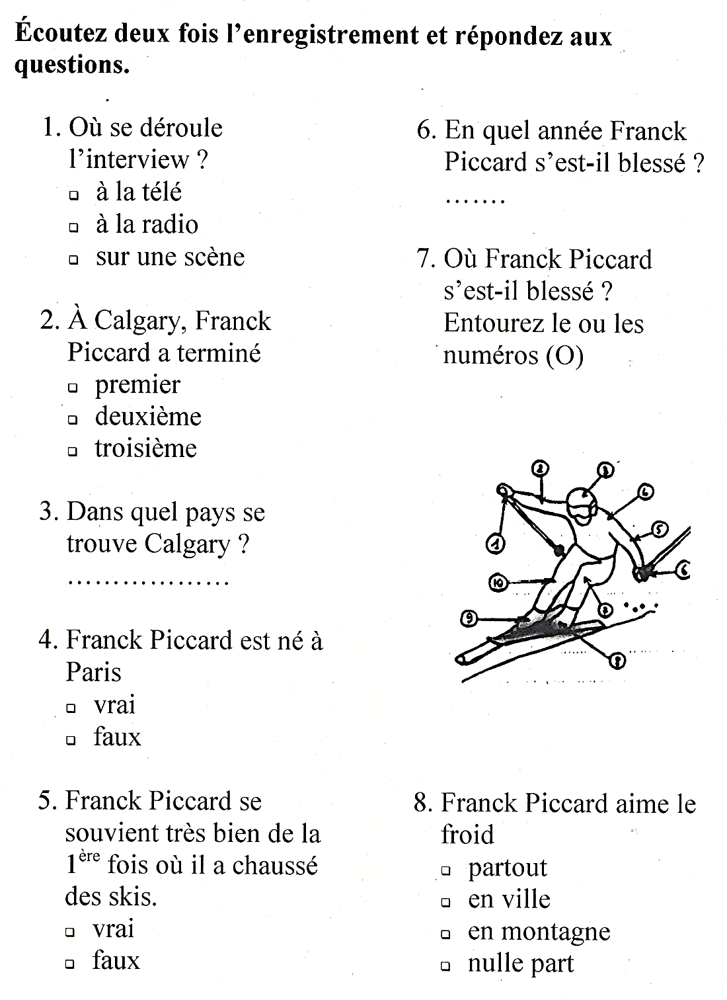 Écoutez deux fois l’enregistrement et répondez aux
questions.
1. Où se déroule
l’interview ?
à la télé
à la radio
sur une scène
2. À Calgary, Franck
Piccard a terminé
premier
deuxième
troisième
3. Dans quel pays se
trouve Calgary ?
..................
4. Franck Piccard est né à
Paris
vrai
faux
5. Franck Piccard se
souvient très bien de la
1ère fois où il a chaussé
des skis.
vrai
faux
6. En quel année Franck
Piccard s’est-il blessé ?
.......
7. Où Franck Piccard
s’est-il blessé ?
Entourez le ou les
numéros (O)
2
3
4
5
1
6
10
7
9
8
8. Franck Piccard aime le
froid
partout
en ville
en montagne
nulle part